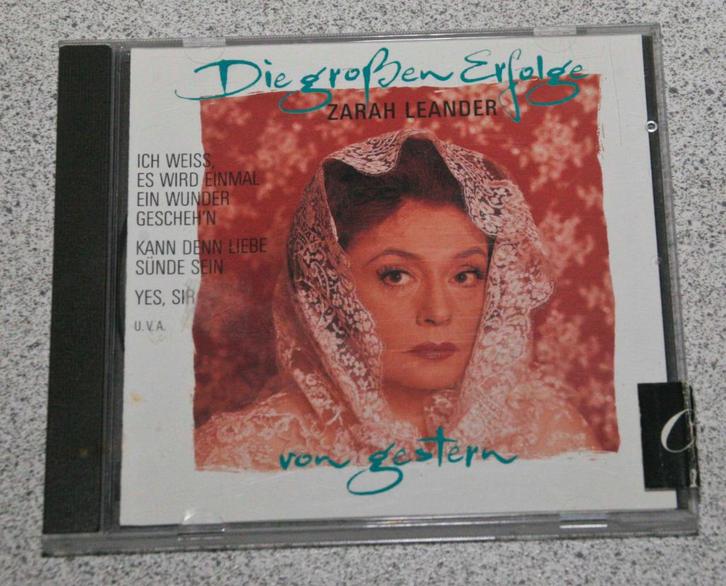 Die großen Erfolge
ZARAH LEANDER
ICH WEISS,
ES WIRD EINMAL
EIN WUNDER
GESCHEH'N
KANN DENN LIEBE
SÜNDE SEIN
YES, SIR
U.V.A.
von gestern